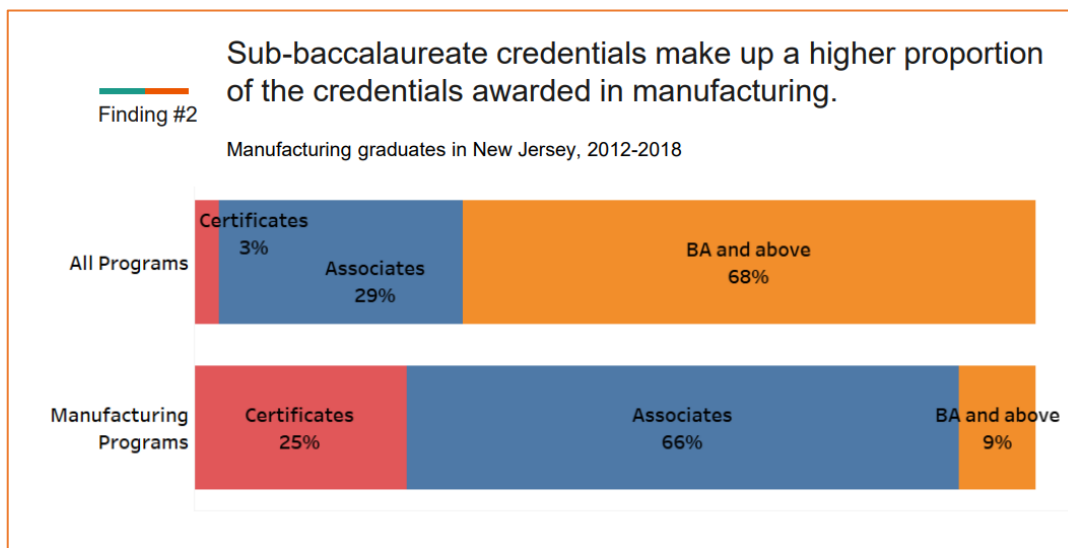 Sub-baccalaureate credentials make up a higher proportion
of the credentials awarded in manufacturing.
Finding #2
Manufacturing graduates in New Jersey, 2012-2018
All Programs
Certificates
3%
Associates
29%
BA and above
68%
Manufacturing
Programs
Certificates
25%
Associates
66%
BA and above
9%